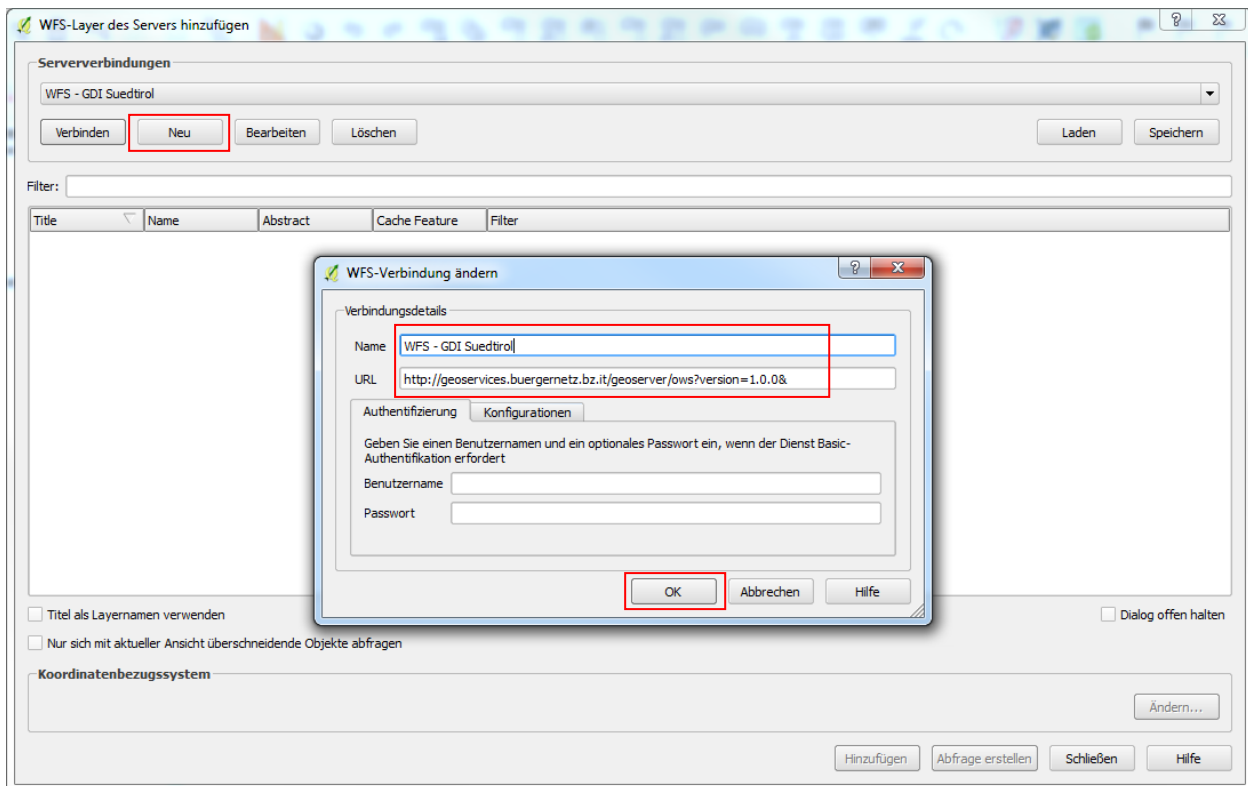 WFS-Layer des Servers hinzufügen
Serververbindungen
WFS - GDI Suedtirol
Verbinden Neu Bearbeiten Löschen Laden Speichern
Filter:
Title Name Abstract Cache Feature Filter
WFS-Verbindung ändern
Verbindungsdetails
Name WFS - GDI Suedtirol
URL http://geoservices.buergernetz.bz.it/geoserver/ows?version=1.0.0&
Authentifizierung Konfigurationen
Geben Sie einen Benutzernamen und ein optionales Passwort ein, wenn der Dienst Basic-
Authentifikation erfordert
Benutzername
Passwort
OK Abbrechen Hilfe
Titel als Layernamen verwenden Dialog offen halten
Nur sich mit aktueller Ansicht überschneidende Objekte abfragen
Koordinatenbezugssystem
Ändern...
Hinzufügen Abfrage erstellen Schließen Hilfe